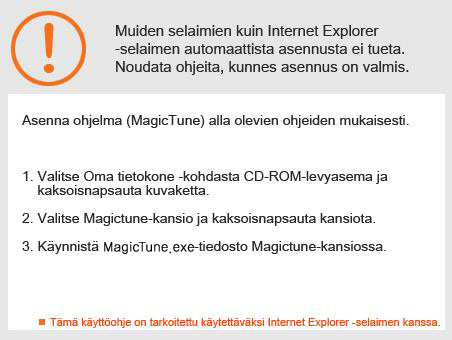 Muiden selaimien kuin Internet Explorer
-selaimen automaattista asennusta ei tueta.
Noudata ohjeita, kunnes asennus on valmis.
Asenna ohjelma (MagicTune) alla olevien ohjeiden mukaisesti.
1. Valitse Oma tietokone -kohdasta CD-ROM-levyasema ja
kaksoisnapsauta kuvaketta.
2. Valitse Magictune-kansio ja kaksoisnapsauta kansiota.
3. Käynnistä MagicTune.exe-tiedosto Magictune-kansiossa.
Tämä käyttöohje on tarkoitettu käytettäväksi Internet Explorer -selaimen kanssa.